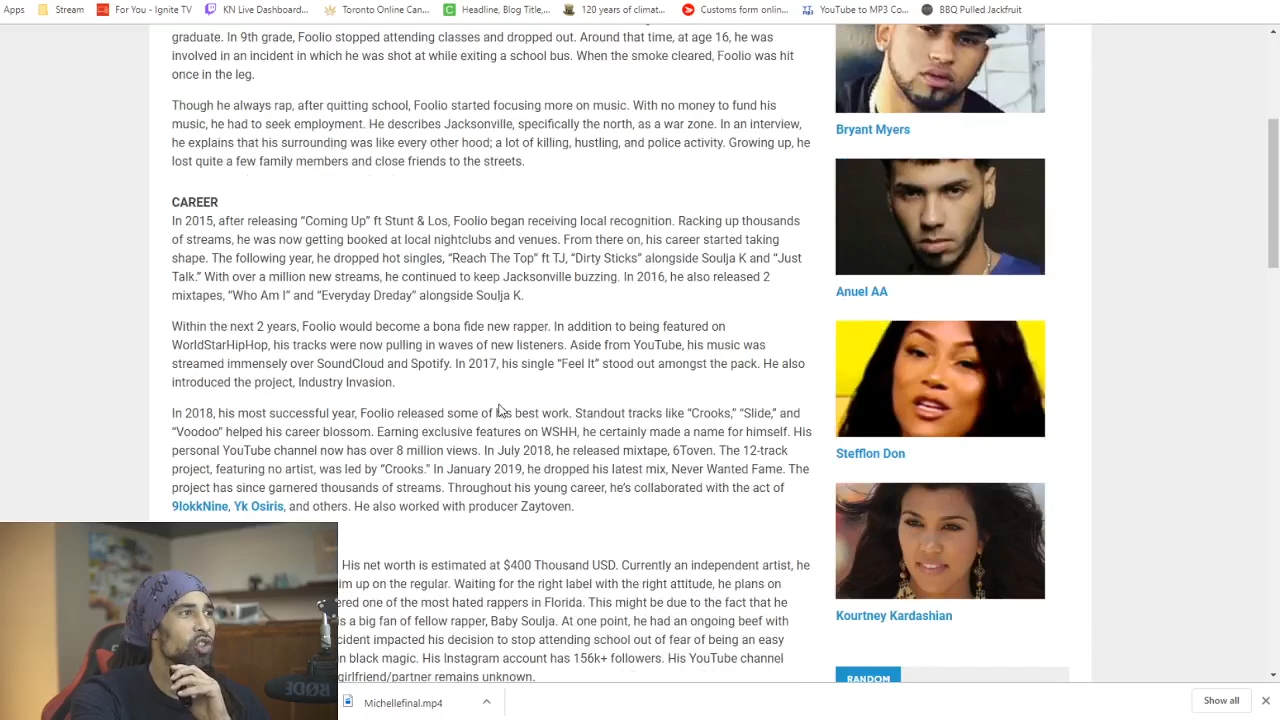 Apps
Stream
For You - Ignite TV
KN Live Dashboard...
Toronto Online Can...
Headline, Blog Title,...
120 years of climat...
Customs form onlin...
YouTube to MP3 Co...
BBQ Pulled Jackfruit
graduate. In 9th grade, Foolio stopped attending classes and dropped out. Around that time, at age 16, he was
involved in an incident in which he was shot at while exiting a school bus. When the smoke cleared, Foolio was hit
once in the leg.
Though he always rap, after quitting school, Foolio started focusing more on music. With no money to fund his
music, he had to seek employment. He describes Jacksonville, specifically the north, as a war zone. In an interview,
he explains that his surrounding was like every other hood; a lot of killing, hustling, and police activity. Growing up, he
lost quite a few family members and close friends to the streets.
CAREER
In 2015, after releasing “Coming Up” ft Stunt & Los, Foolio began receiving local recognition. Racking up thousands
of streams, he was now getting booked at local nightclubs and venues. From there on, his career started taking
shape. The following year, he dropped hot singles, “Reach The Top” ft TJ, “Dirty Sticks” alongside Soulja K and “Just
Talk.” With over a million new streams, he continued to keep Jacksonville buzzing. In 2016, he also released 2
mixtapes, “Who Am I” and “Everyday Dreday” alongside Soulja K.
Within the next 2 years, Foolio would become a bona fide new rapper. In addition to being featured on
WorldStarHipHop, his tracks were now pulling in waves of new listeners. Aside from YouTube, his music was
streamed immensely over SoundCloud and Spotify. In 2017, his single “Feel It” stood out amongst the pack. He also
introduced the project, Industry Invasion.
In 2018, his most successful year, Foolio released some of his best work. Standout tracks like “Crooks,” “Slide,” and
“Voodoo” helped his career blossom. Earning exclusive features on WSHH, he certainly made a name for himself. His
personal YouTube channel now has over 8 million views. In July 2018, he released mixtape, 6Toven. The 12-track
project, featuring no artist, was led by “Crooks.” In January 2019, he dropped his latest mix, Never Wanted Fame. The
project has since garnered thousands of streams. Throughout his young career, he’s collaborated with the act of
9lokkNine, Yk Osiris, and others. He also worked with producer Zaytoven.
His net worth is estimated at $400 Thousand USD. Currently an independent artist, he
im up on the regular. Waiting for the right label with the right attitude, he plans on
ered one of the most hated rappers in Florida. This might be due to the fact that he
s a big fan of fellow rapper, Baby Soulja. At one point, he had an ongoing beef with
cident impacted his decision to stop attending school out of fear of being an easy
n black magic. His Instagram account has 156k+ followers. His YouTube channel
girlfriend/partner remains unknown.
Bryant Myers
Anuel AA
Stefflon Don
Kourtney Kardashian
RANDOM
RØDE
Michellefinal.mp4
Show all